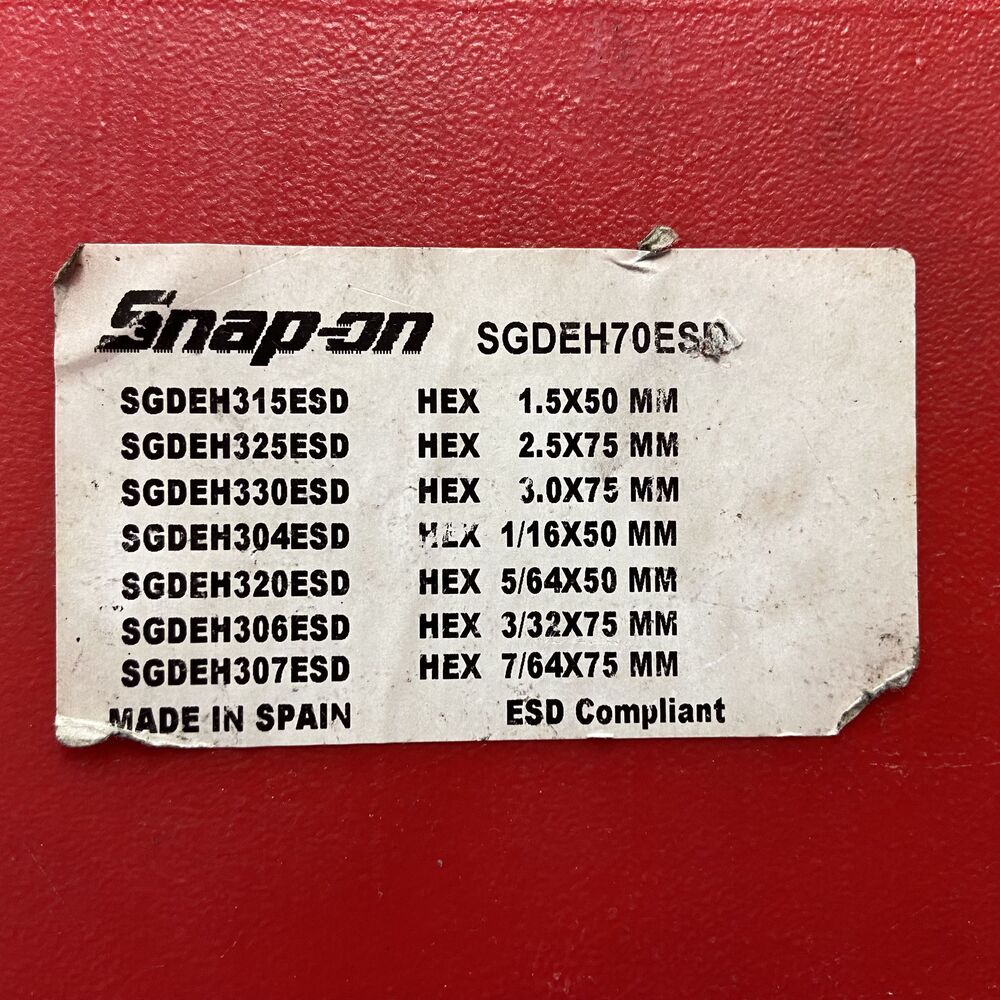 Snap-on SGDEH70ESD
SGDEH315ESD HEX 1.5X50 MM
SGDEH325ESD HEX 2.5X75 MM
SGDEH330ESD HEX 3.0X75 MM
SGDEH304ESD HEX 1/16X50 MM
SGDEH320ESD HEX 5/64X50 MM
SGDEH306ESD HEX 3/32X75 MM
SGDEH307ESD HEX 7/64X75 MM
MADE IN SPAIN ESD Compliant